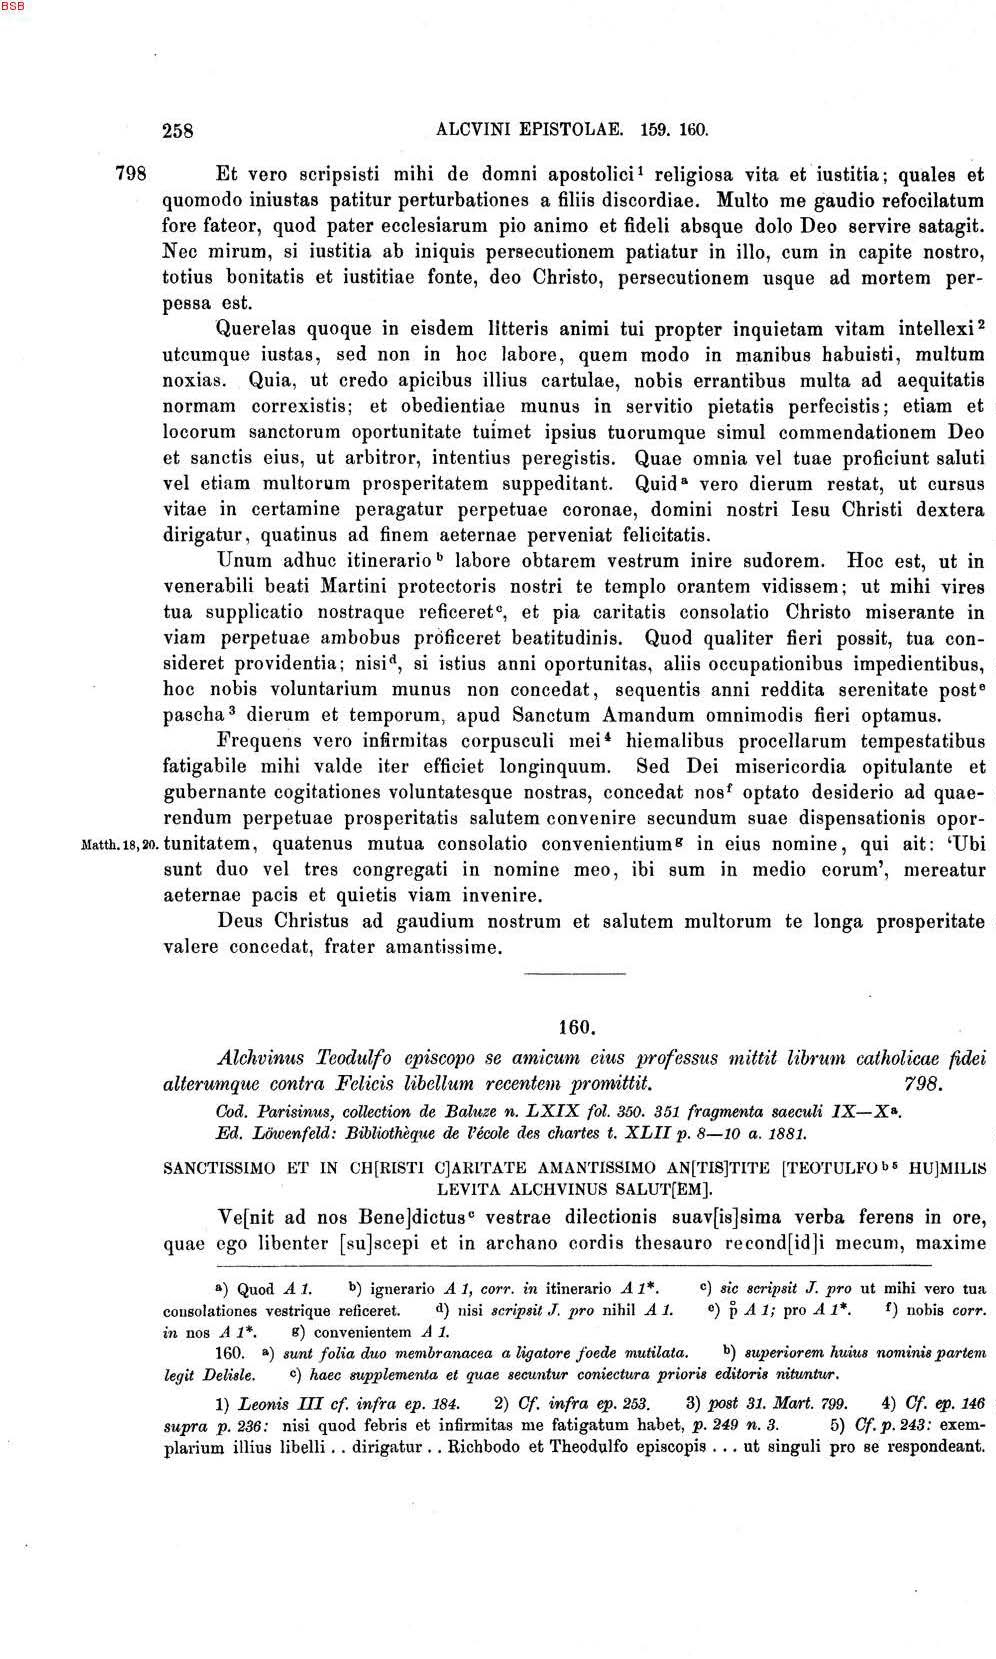 BSB
258 ALCVINI EPISTOLAE. 159. 160.
798 Et vero scripsisti mihi de domni apostolici¹ religiosa vita et iustitia; quales et
quomodo iniustas patitur perturbationes a filiis discordiae. Multo me gaudio refocilatum
fore fateor, quod pater ecclesiarum pio animo et fideli absque dolo Deo servire satagit.
Nec mirum, si iustitia ab iniquis persecutionem patiatur in illo, cum in capite nostro,
totius bonitatis et iustitiae fonte, deo Christo, persecutionem usque ad mortem per-
pessa est.
Querelas quoque in eisdem litteris animi tui propter inquietam vitam intellexi²
utcumque iustas, sed non in hoc labore, quem modo in manibus habuisti, multum
noxias. Quia, ut credo apicibus illius cartulae, nobis errantibus multa ad aequitatis
normam correxistis; et obedientiae munus in servitio pietatis perfecistis; etiam et
locorum sanctorum oportunitate tuimet ipsius tuorumque simul commendationem Deo
et sanctis eius, ut arbitror, intentius peregistis. Quae omnia vel tuae proficiunt saluti
vel etiam multorum prosperitatem suppeditant. Quidᵃ vero dierum restat, ut cursus
vitae in certamine peragatur perpetuae coronae, domini nostri Iesu Christi dextera
dirigatur, quatinus ad finem aeternae perveniat felicitatis.
Unum adhuc itinerarioᵇ labore obtarem vestrum inire sudorem. Hoc est, ut in
venerabili beati Martini protectoris nostri te templo orantem vidissem; ut mihi vires
tua supplicatio nostraque reficeretᶜ, et pia caritatis consolatio Christo miserante in
viam perpetuae ambobus proficeret beatitudinis. Quod qualiter fieri possit, tua con-
sideret providentia; nisiᵈ, si istius anni oportunitas, aliis occupationibus impedientibus,
hoc nobis voluntarium munus non concedat, sequentis anni reddita serenitate postᵉ
pascha³ dierum et temporum, apud Sanctum Amandum omnimodis fieri optamus.
Frequens vero infirmitas corpusculi mei⁴ hiemalibus procellarum tempestatibus
fatigabile mihi valde iter efficiet longinquum. Sed Dei misericordia opitulante et
gubernante cogitationes voluntatesque nostras, concedat nosᶠ optato desiderio ad quae-
rendum perpetuae prosperitatis salutem convenire secundum suae dispensationis opor-
Matth. 18, 20. tunitatem, quatenus mutua consolatio convenientiumᵍ in eius nomine, qui ait: ‘Ubi
sunt duo vel tres congregati in nomine meo, ibi sum in medio eorum’, mereatur
aeternae pacis et quietis viam invenire.
Deus Christus ad gaudium nostrum et salutem multorum te longa prosperitate
valere concedat, frater amantissime.
160.
Alchvinus Teodulfo episcopo se amicum eius professus mittit librum catholicae fidei
alterumque contra Felicis libellum recentem promittit. 798.
Cod. Parisinus, collection de Baluze n. LXIX fol. 350. 351 fragmenta saeculi IX—Xᵃ.
Ed. Löwenfeld: Bibliothèque de l'école des chartes t. XLII p. 8—10 a. 1881.
SANCTISSIMO ET IN CH[RISTI C]ARITATE AMANTISSIMO AN[TIS]TITE [TEOTULFOᵇ ⁵ HU]MILIS
LEVITA ALCHVINUS SALUT[EM].
Ve[nit ad nos Bene]dictusᶜ vestrae dilectionis suav[is]sima verba ferens in ore,
quae ego libenter [su]scepi et in archano cordis thesauro recond[id]i mecum, maxime
a) Quod A 1. b) ignerario A 1, corr. in itinerario A 1*. c) sic scripsit J. pro ut mihi vero tua
consolationes vestrique reficeret. d) nisi scripsit J. pro nihil A 1. e) p̊ A 1; pro A 1*. f) nobis corr.
in nos A 1*. g) convenientem A 1.
160. a) sunt folia duo membranacea a ligatore foede mutilata. b) superiorem huius nominis partem
legit Delisle. c) haec supplementa et quae secuntur coniectura prioris editoris nituntur.
1) Leonis III cf. infra ep. 184. 2) Cf. infra ep. 253. 3) post 31. Mart. 799. 4) Cf. ep. 146
supra p. 236: nisi quod febris et infirmitas me fatigatum habet, p. 249 n. 3. 5) Cf. p. 243: exem-
plarium illius libelli . . dirigatur . . Richbodo et Theodulfo episcopis . . . ut singuli pro se respondeant.